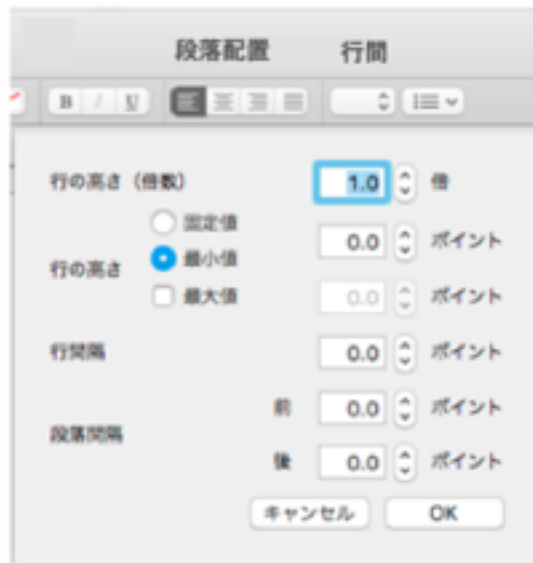 段落配置 行間
B I U
行の高さ（倍数） 1.0 倍
固定値
行の高さ 最小値 0.0 ポイント
最大値 0.0 ポイント
行間隔 0.0 ポイント
段落間隔 前 0.0 ポイント
後 0.0 ポイント
キャンセル OK